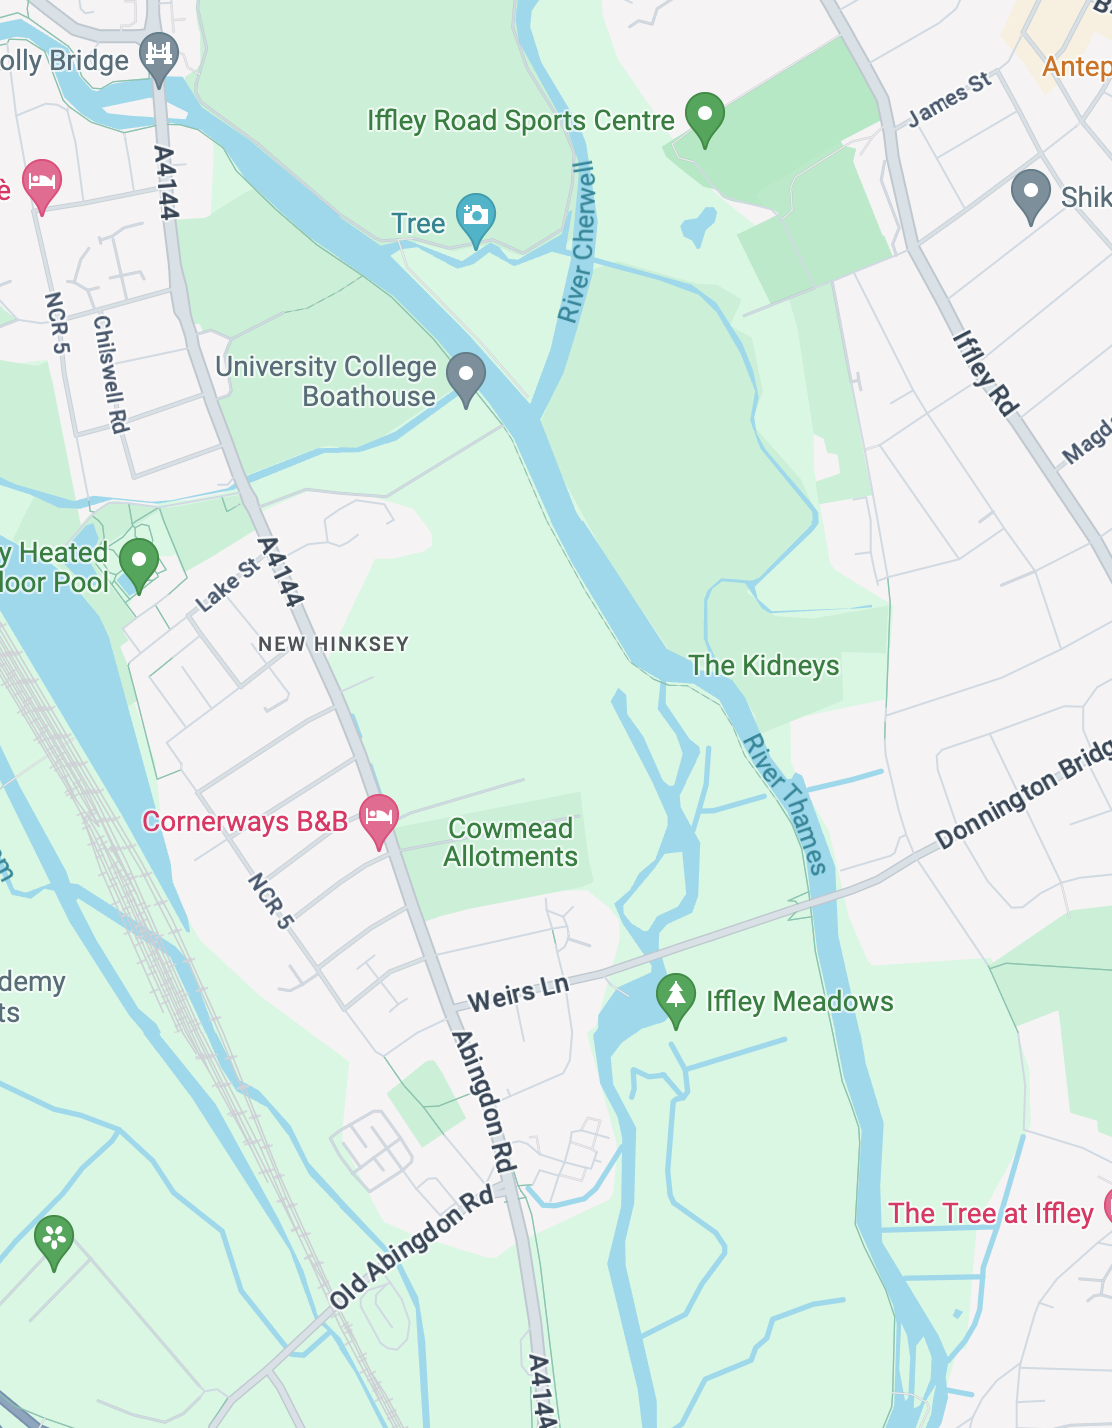 B
olly Bridge
Antep
James St
Iffley Road Sports Centre
A4144
è
Shik
Tree
River Cherwell
NCR 5
Chilswell Rd
Iffley Rd
University College
Boathouse
Magd
A4144
y Heated
loor Pool
Lake St
NEW HINKSEY
The Kidneys
River Thames
Donnington Bridg
Cornerways B&B
Cowmead
Allotments
m
NCR 5
demy
ts
Weirs Ln
Iffley Meadows
Abingdon Rd
Old Abingdon Rd
The Tree at Iffley
A4144